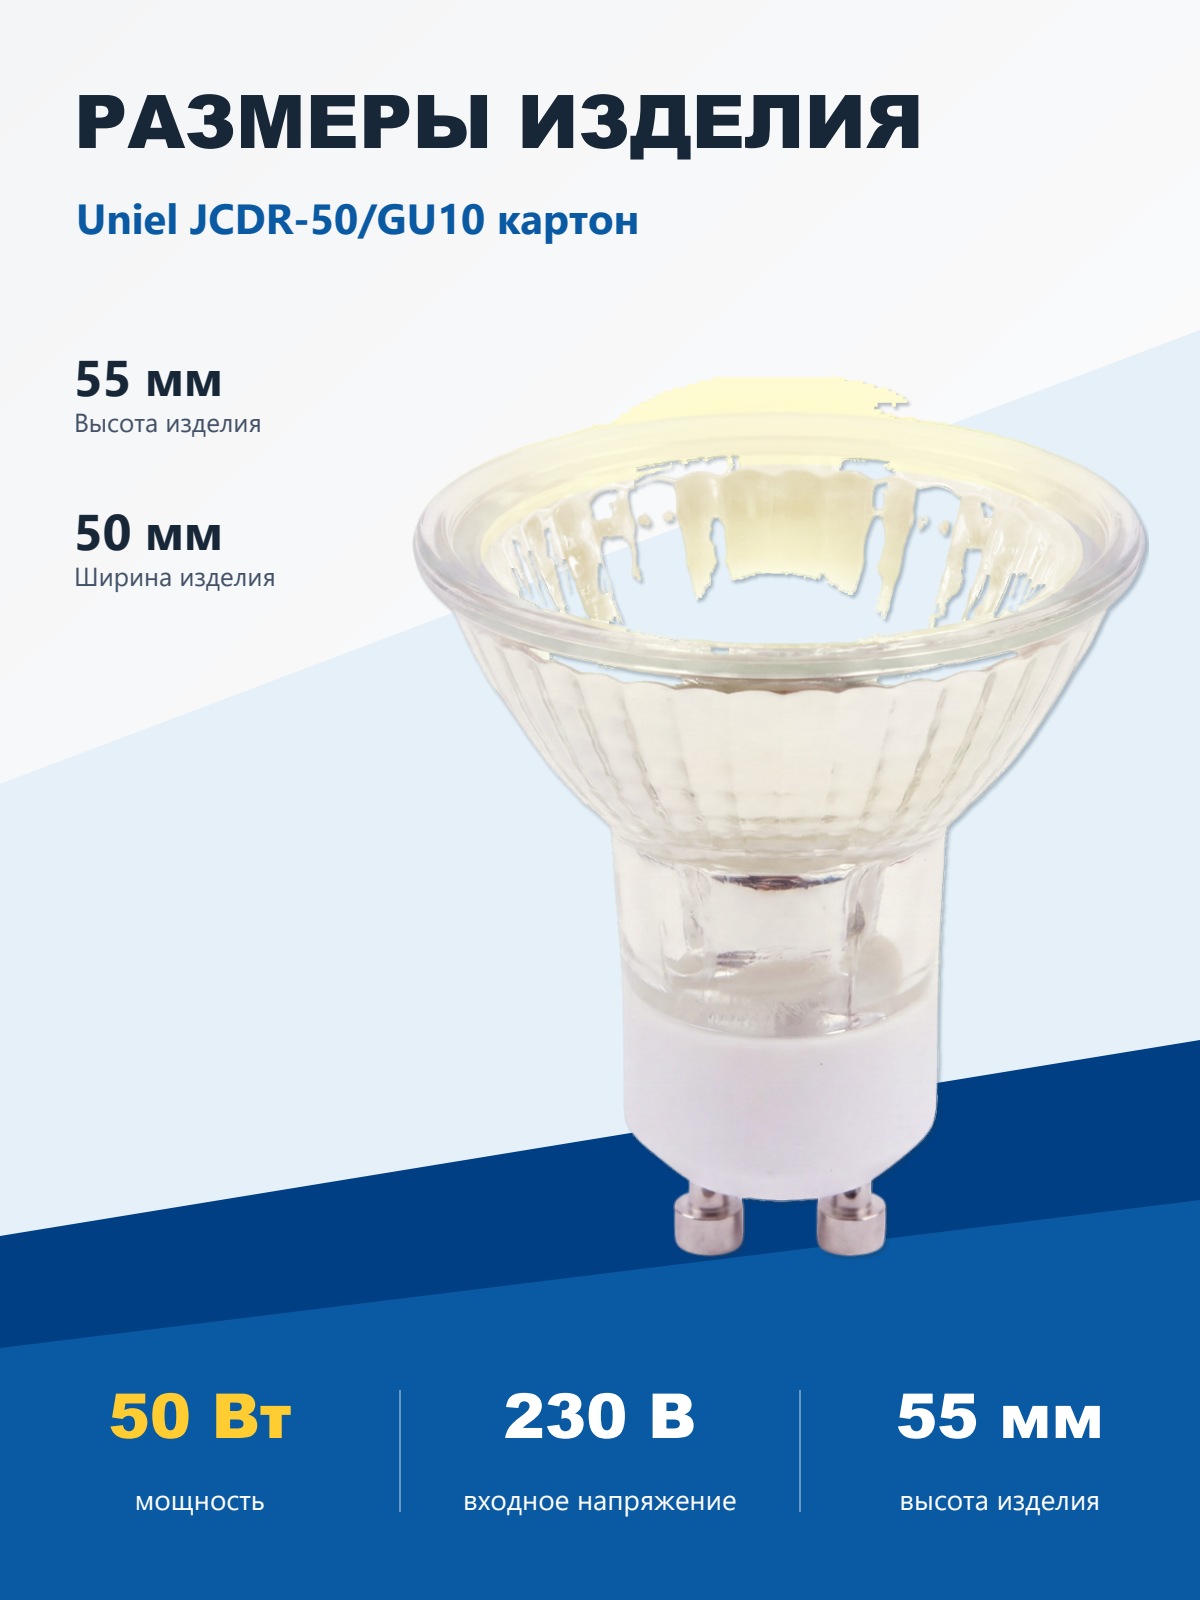 РАЗМЕРЫ ИЗДЕЛИЯ
Uniel JCDR-50/GU10 картон
55 мм
Высота изделия
50 мм
Ширина изделия
50 Вт
мощность
230 В
входное напряжение
55 мм
высота изделия